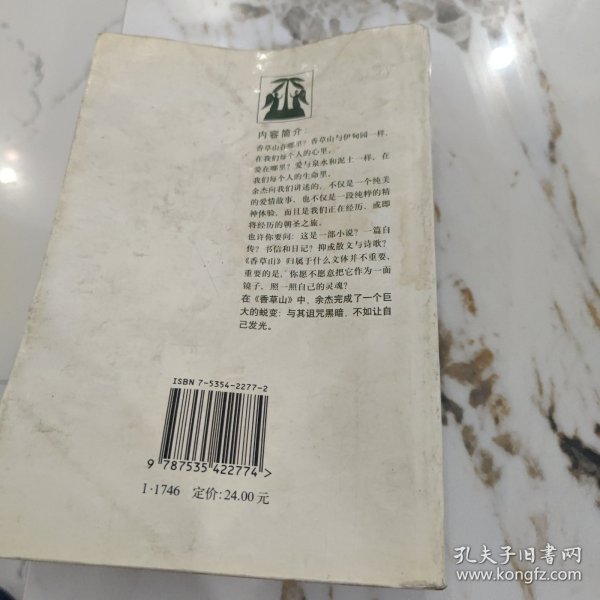 内容简介:
香草山在哪里?香草山与伊甸园一样,
在我们每个人的心里。
爱在哪里?爱与泉水和泥土一样,在
我们每个人的生命里。
余杰向我们讲述的,不仅是一个纯美
的爱情故事,也不仅是一段纯粹的精
神体验,而且是我们正在经历、或即
将经历的朝圣之旅。
也许你要问:这是一部小说?一篇自
传?书信和日记?抑或散文与诗歌?
《香草山》归属于什么文体并不重要,
重要的是,你愿不愿意把它作为一面
镜子,照一照自己的灵魂?
在《香草山》中,余杰完成了一个巨
大的蜕变:与其诅咒黑暗,不如让自
己发光。
ISBN 7-5354-2277-2
9 787535 422774 >
I·1746 定价:24.00 元
孔夫子旧书网
www.kongfz.com